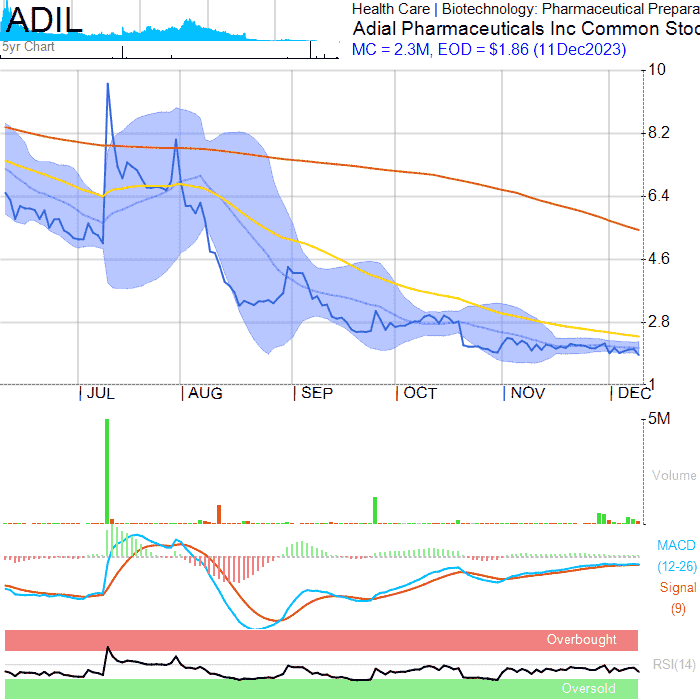 ADIL
5yr Chart
Health Care | Biotechnology: Pharmaceutical Prepara
Adial Pharmaceuticals Inc Common Stoc
MC = 2.3M, EOD = $1.86 (11Dec2023)
10
8.2
6.4
4.6
2.8
1
JUL AUG SEP OCT NOV DEC
5M
Volume
MACD
(12-26)
Signal
(9)
Overbought
RSI(14)
Oversold